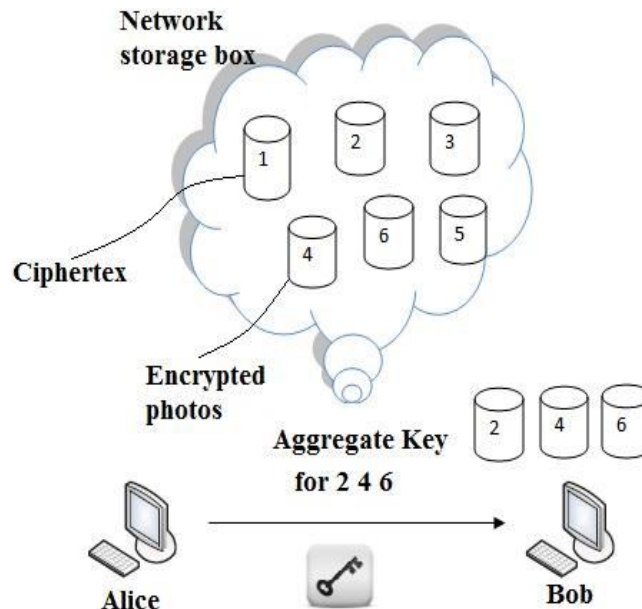 Network
storage box
1
2
3
4
6
5
Ciphertex
Encrypted
photos
2
4
6
Aggregate Key
for 2 4 6
Alice
Bob